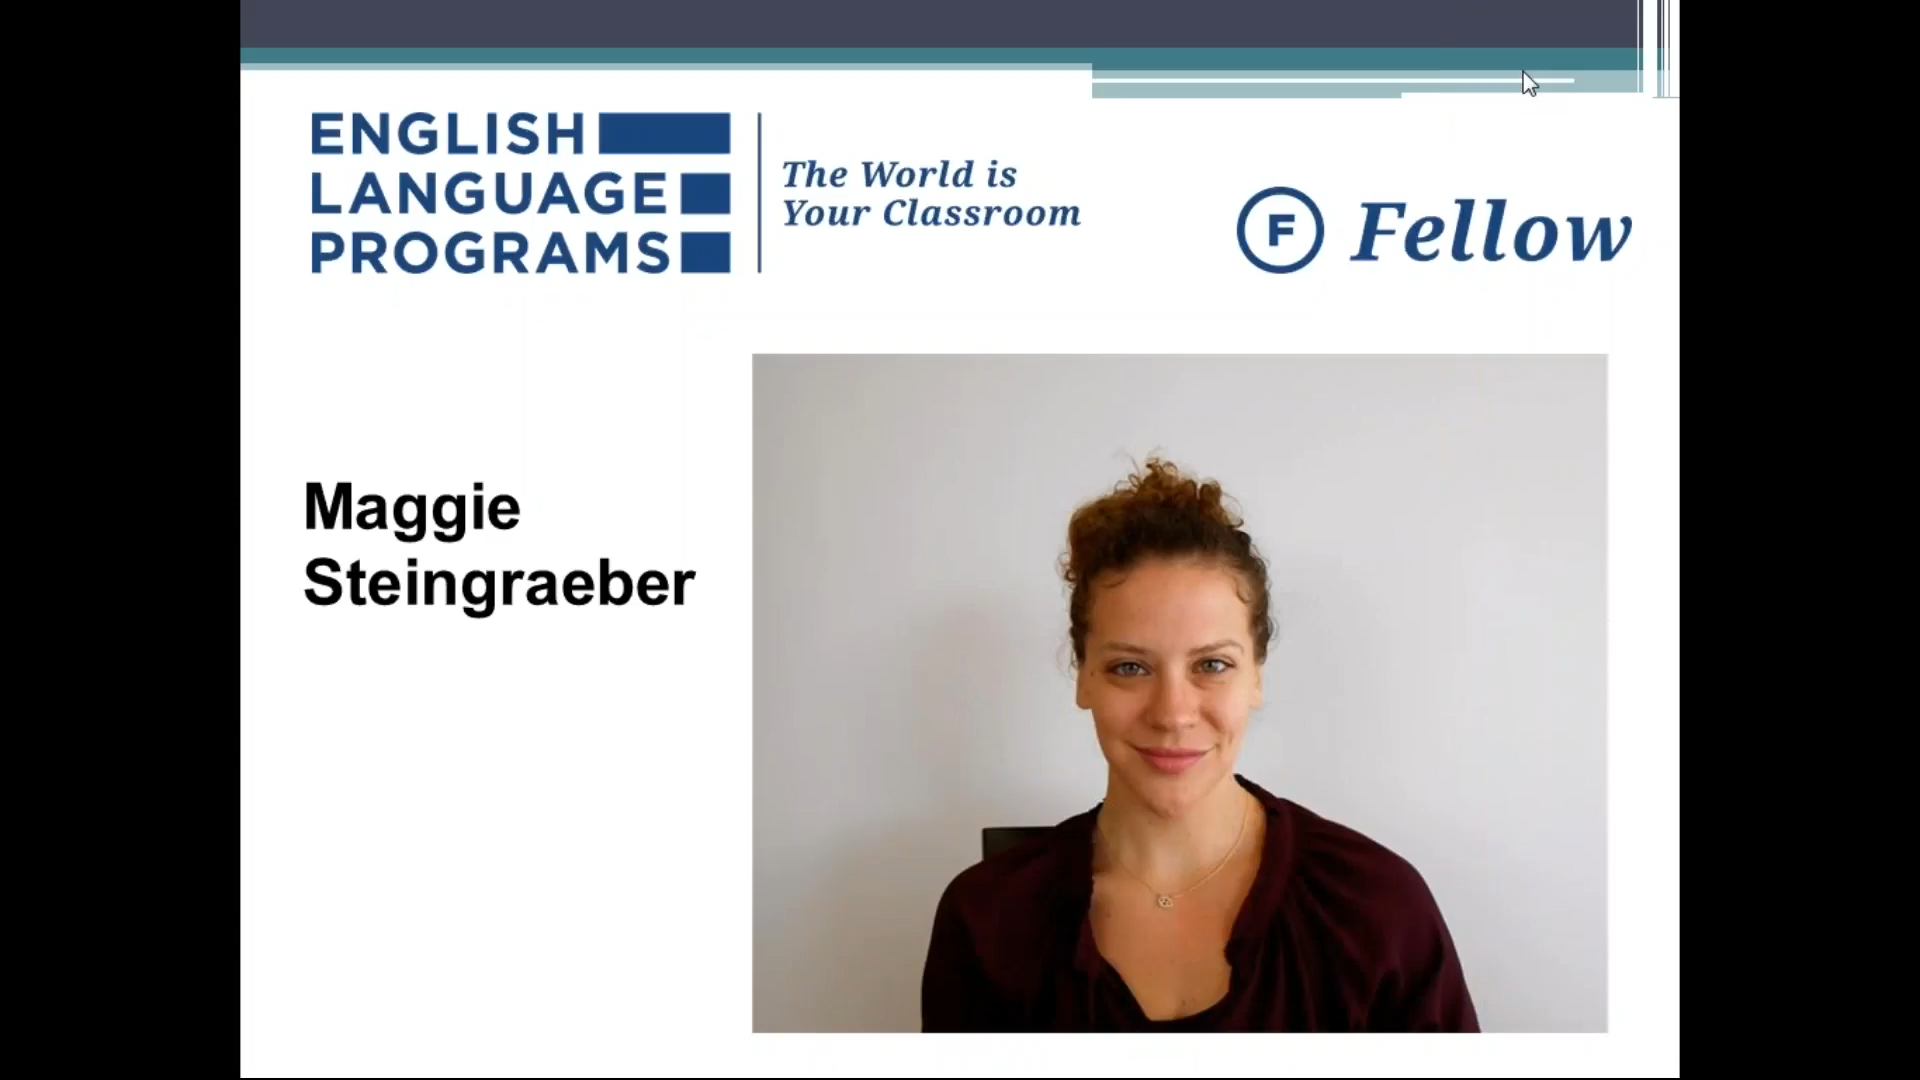 ENGLISH
LANGUAGE
PROGRAMS
The World is
Your Classroom
F Fellow
Maggie
Steingraeber